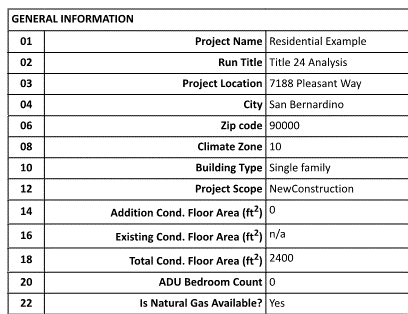 GENERAL INFORMATION
01 Project Name Residential Example
02 Run Title Title 24 Analysis
03 Project Location 7188 Pleasant Way
04 City San Bernardino
06 Zip code 90000
08 Climate Zone 10
10 Building Type Single family
12 Project Scope NewConstruction
14 Addition Cond. Floor Area (ft²) 0
16 Existing Cond. Floor Area (ft²) n/a
18 Total Cond. Floor Area (ft²) 2400
20 ADU Bedroom Count 0
22 Is Natural Gas Available? Yes